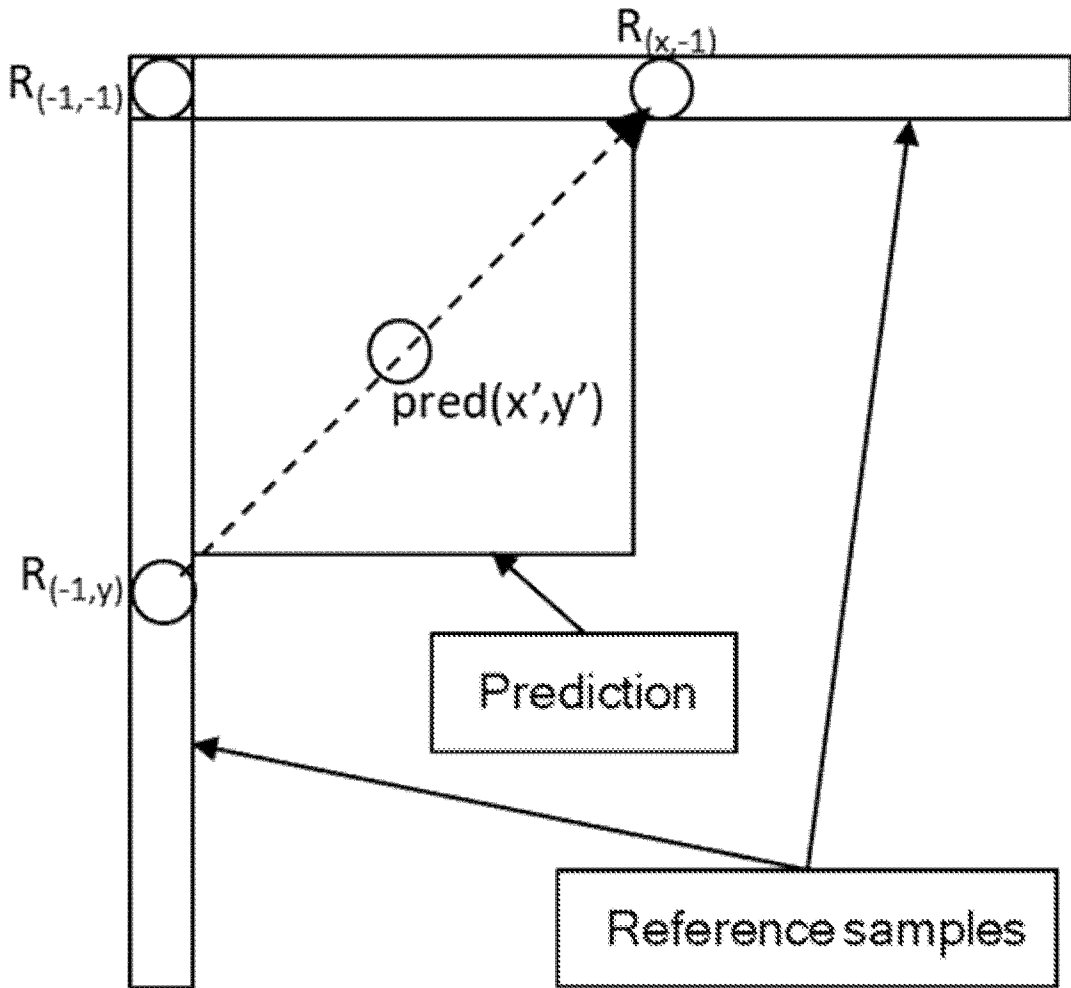 R(x,-1)
R(-1,-1)
pred(x’,y’)
R(-1,y)
Prediction
Reference samples